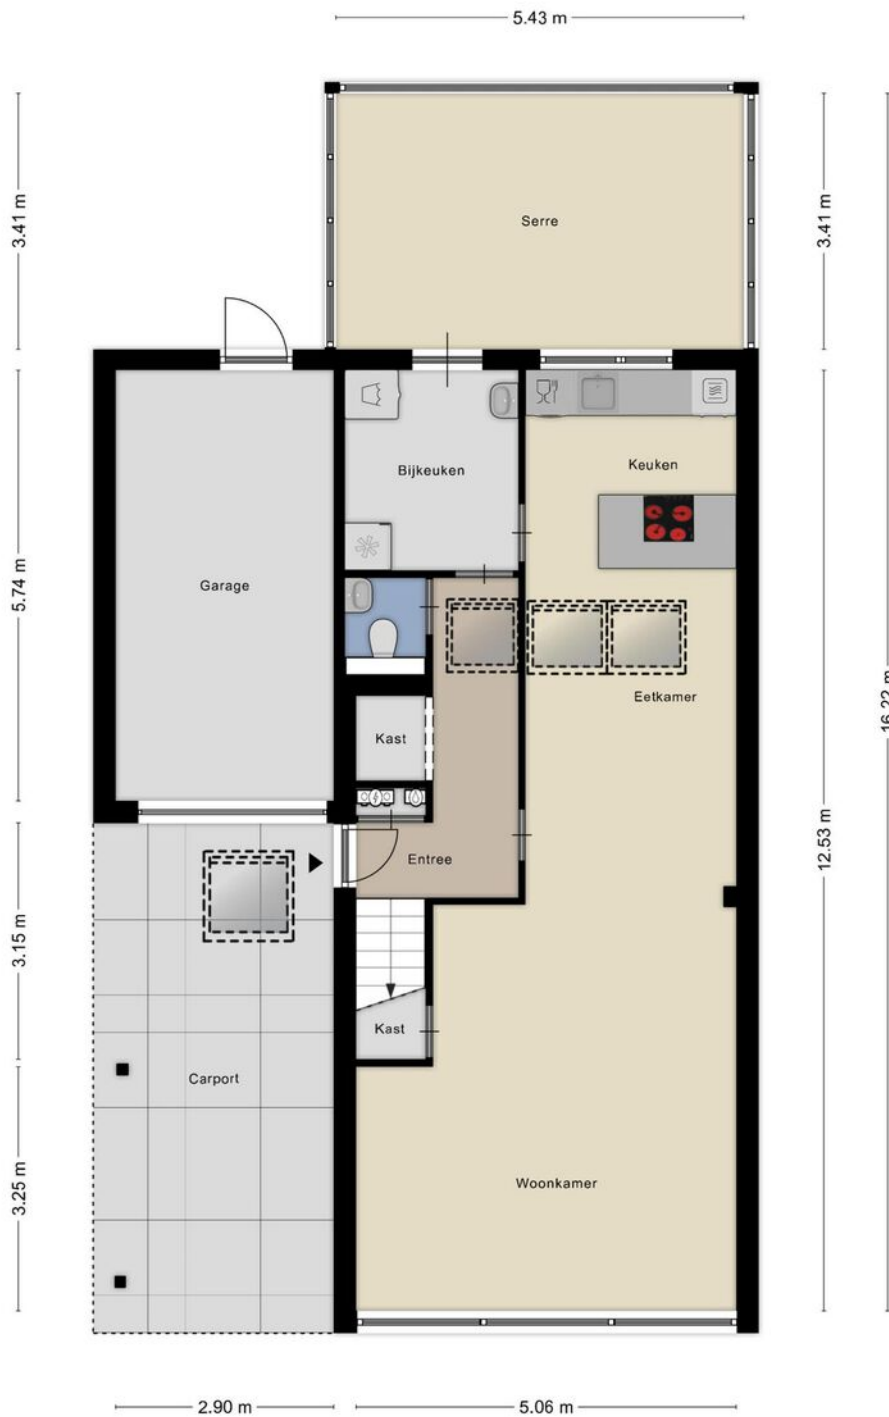 5.43 m
3.41 m
3.41 m
Serre
Bijkeuken
Keuken
5.74 m
Garage
Eetkamer
16.22 m
Kast
12.53 m
Entree
3.15 m
Kast
Carport
3.25 m
Woonkamer
2.90 m
5.06 m